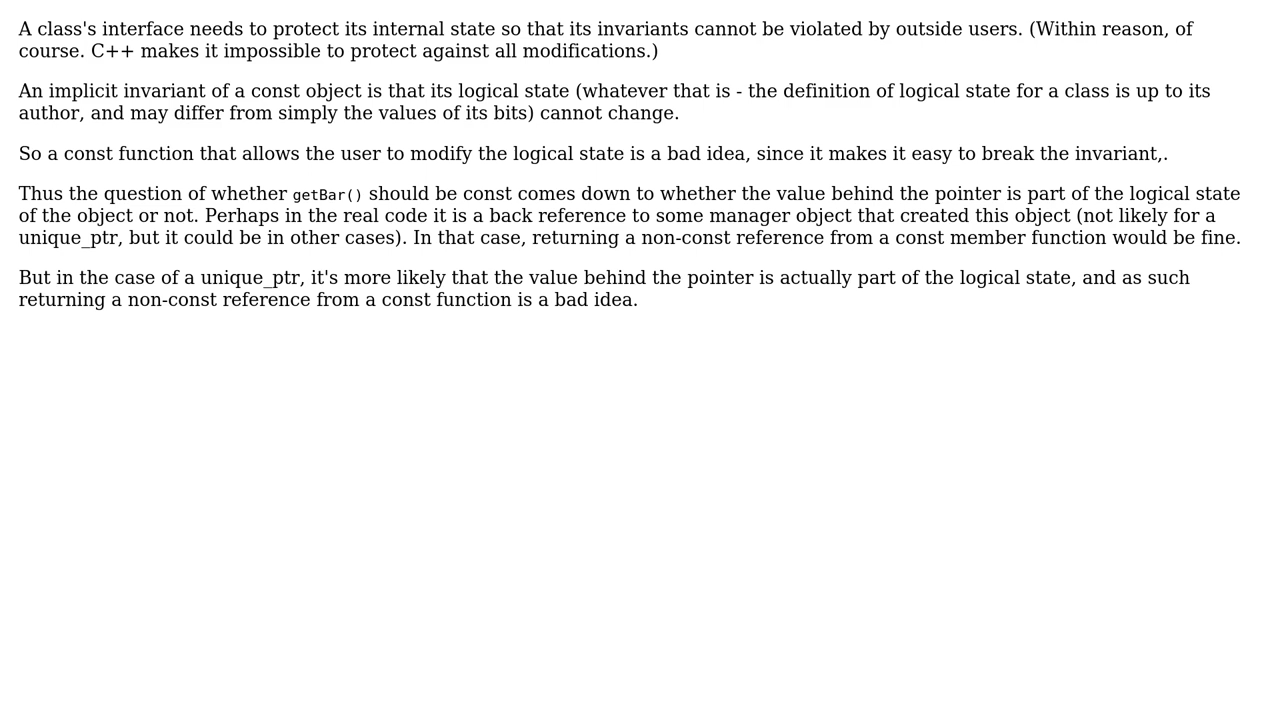 A class's interface needs to protect its internal state so that its invariants cannot be violated by outside users. (Within reason, of
course. C++ makes it impossible to protect against all modifications.)
An implicit invariant of a const object is that its logical state (whatever that is - the definition of logical state for a class is up to its
author, and may differ from simply the values of its bits) cannot change.
So a const function that allows the user to modify the logical state is a bad idea, since it makes it easy to break the invariant,.
Thus the question of whether getBar() should be const comes down to whether the value behind the pointer is part of the logical state
of the object or not. Perhaps in the real code it is a back reference to some manager object that created this object (not likely for a
unique_ptr, but it could be in other cases). In that case, returning a non-const reference from a const member function would be fine.
But in the case of a unique_ptr, it's more likely that the value behind the pointer is actually part of the logical state, and as such
returning a non-const reference from a const function is a bad idea.